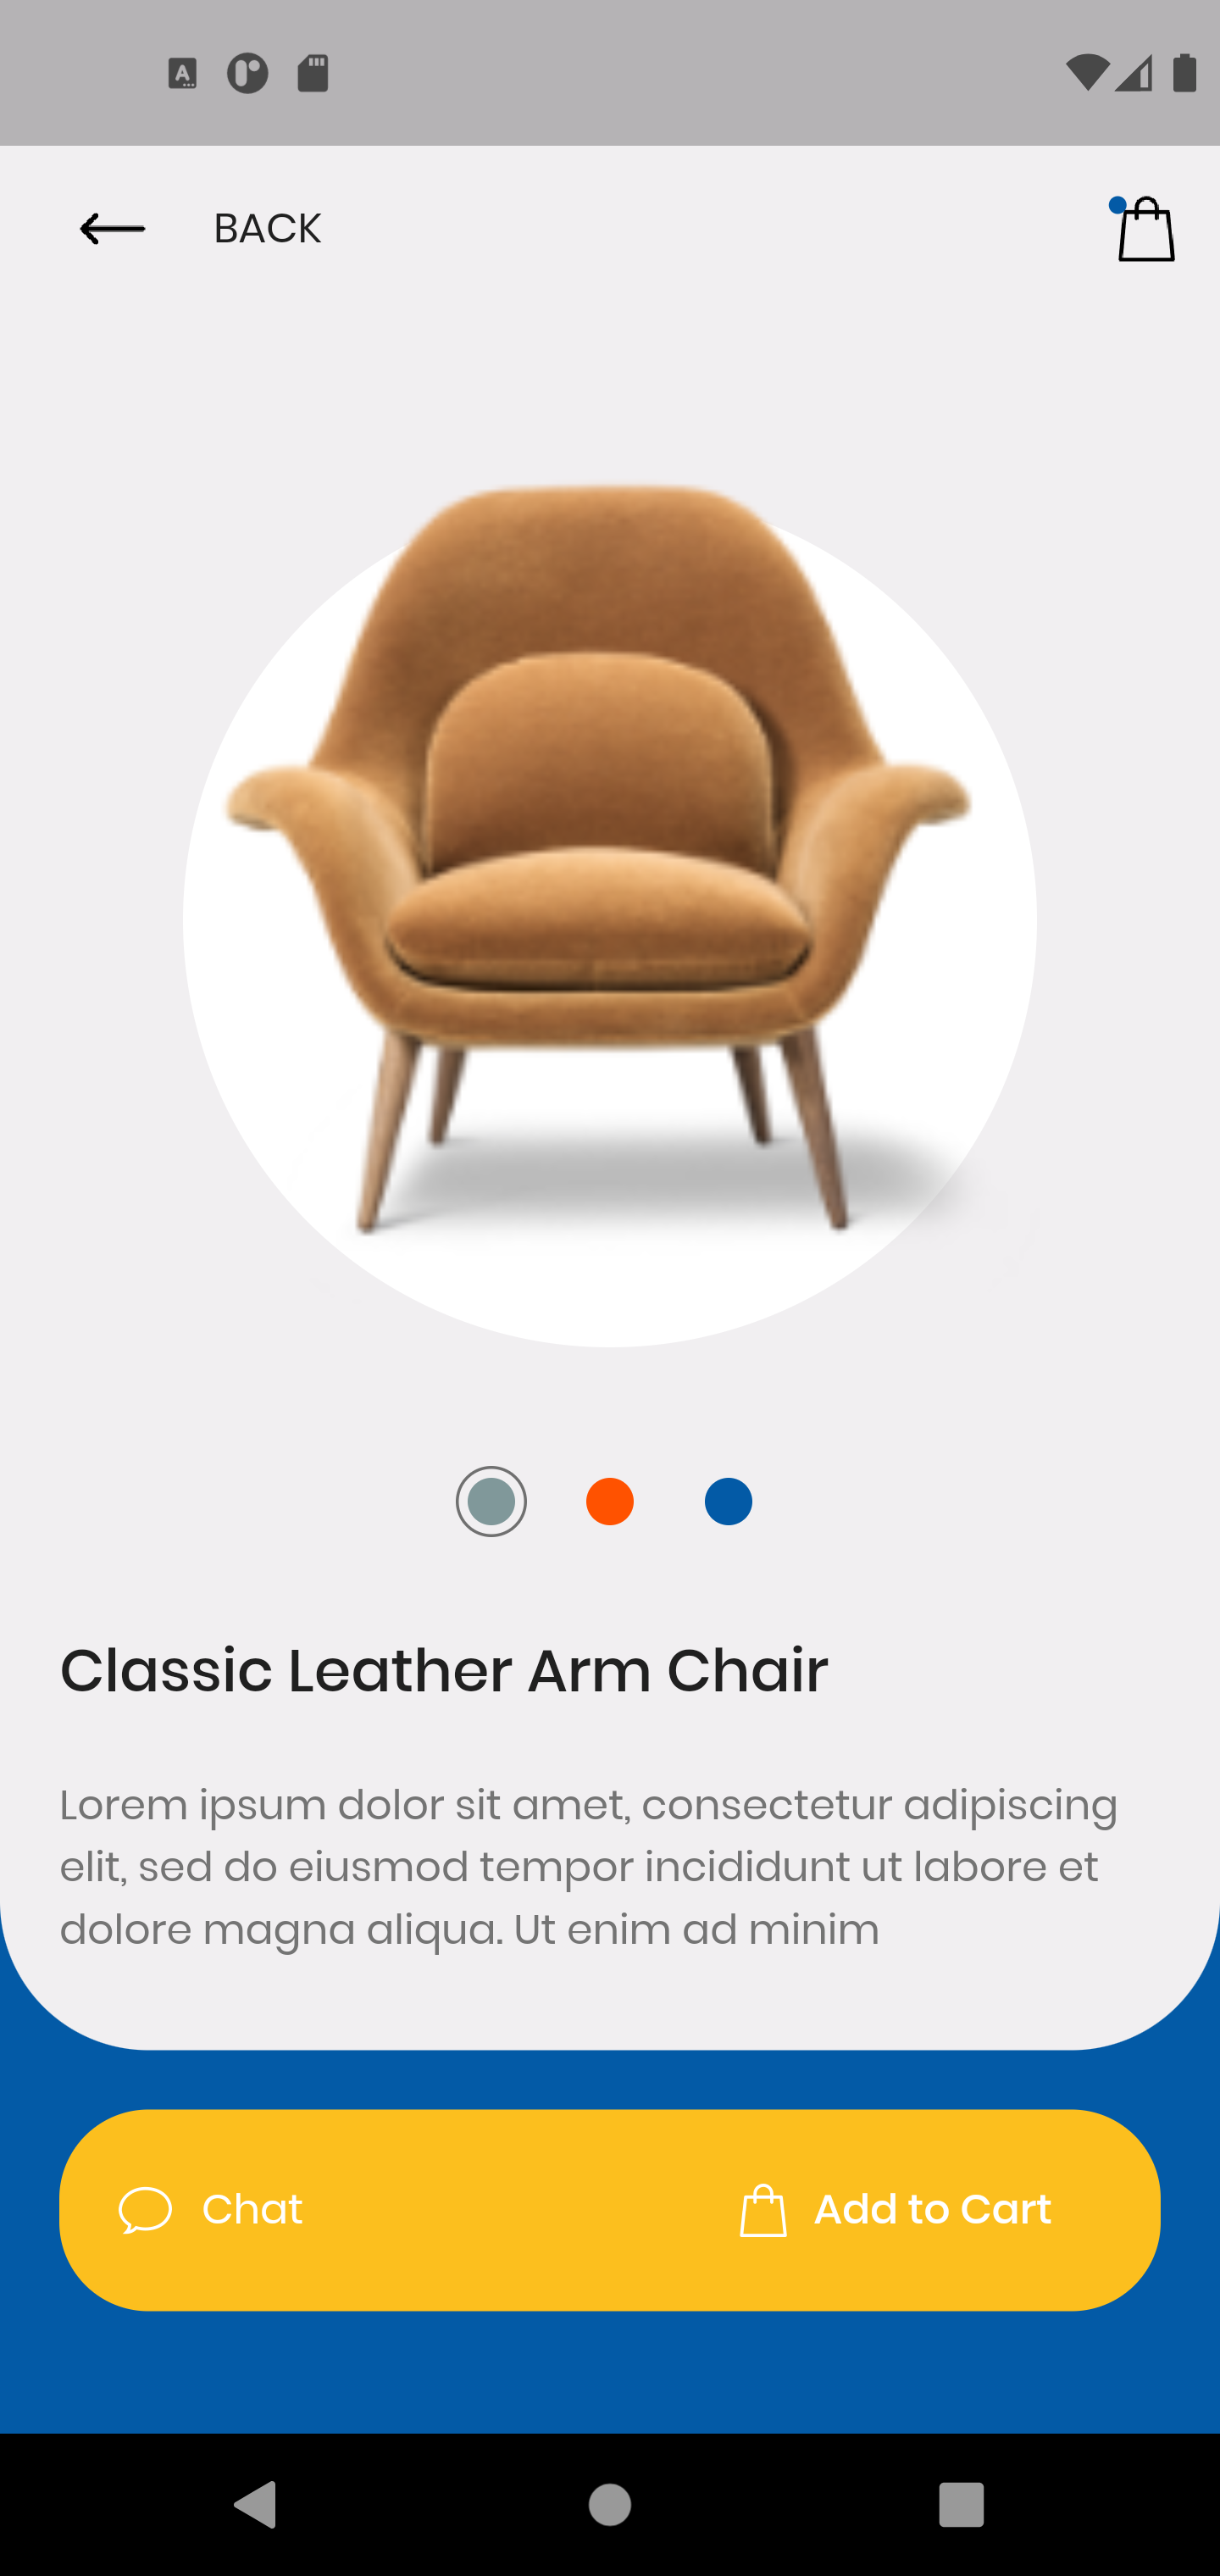 BACK
Classic Leather Arm Chair
Lorem ipsum dolor sit amet, consectetur adipiscing
elit, sed do eiusmod tempor incididunt ut labore et
dolore magna aliqua. Ut enim ad minim
Chat
Add to Cart